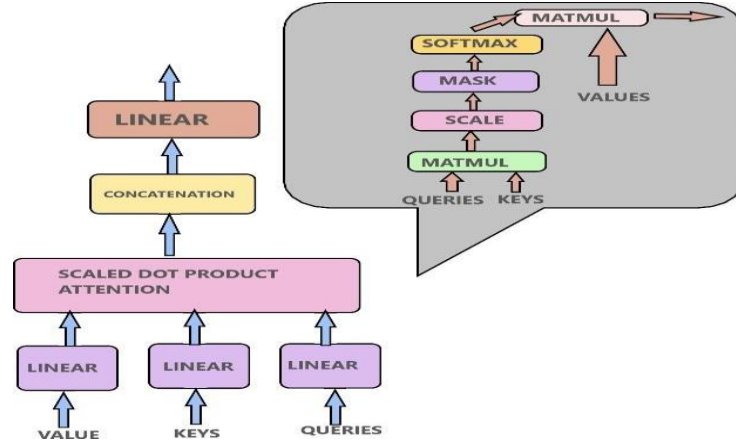 MATMUL
SOFTMAX
MASK
VALUES
SCALE
MATMUL
QUERIES KEYS
LINEAR
CONCATENATION
SCALED DOT PRODUCT
ATTENTION
LINEAR LINEAR LINEAR
VALUE KEYS QUERIES